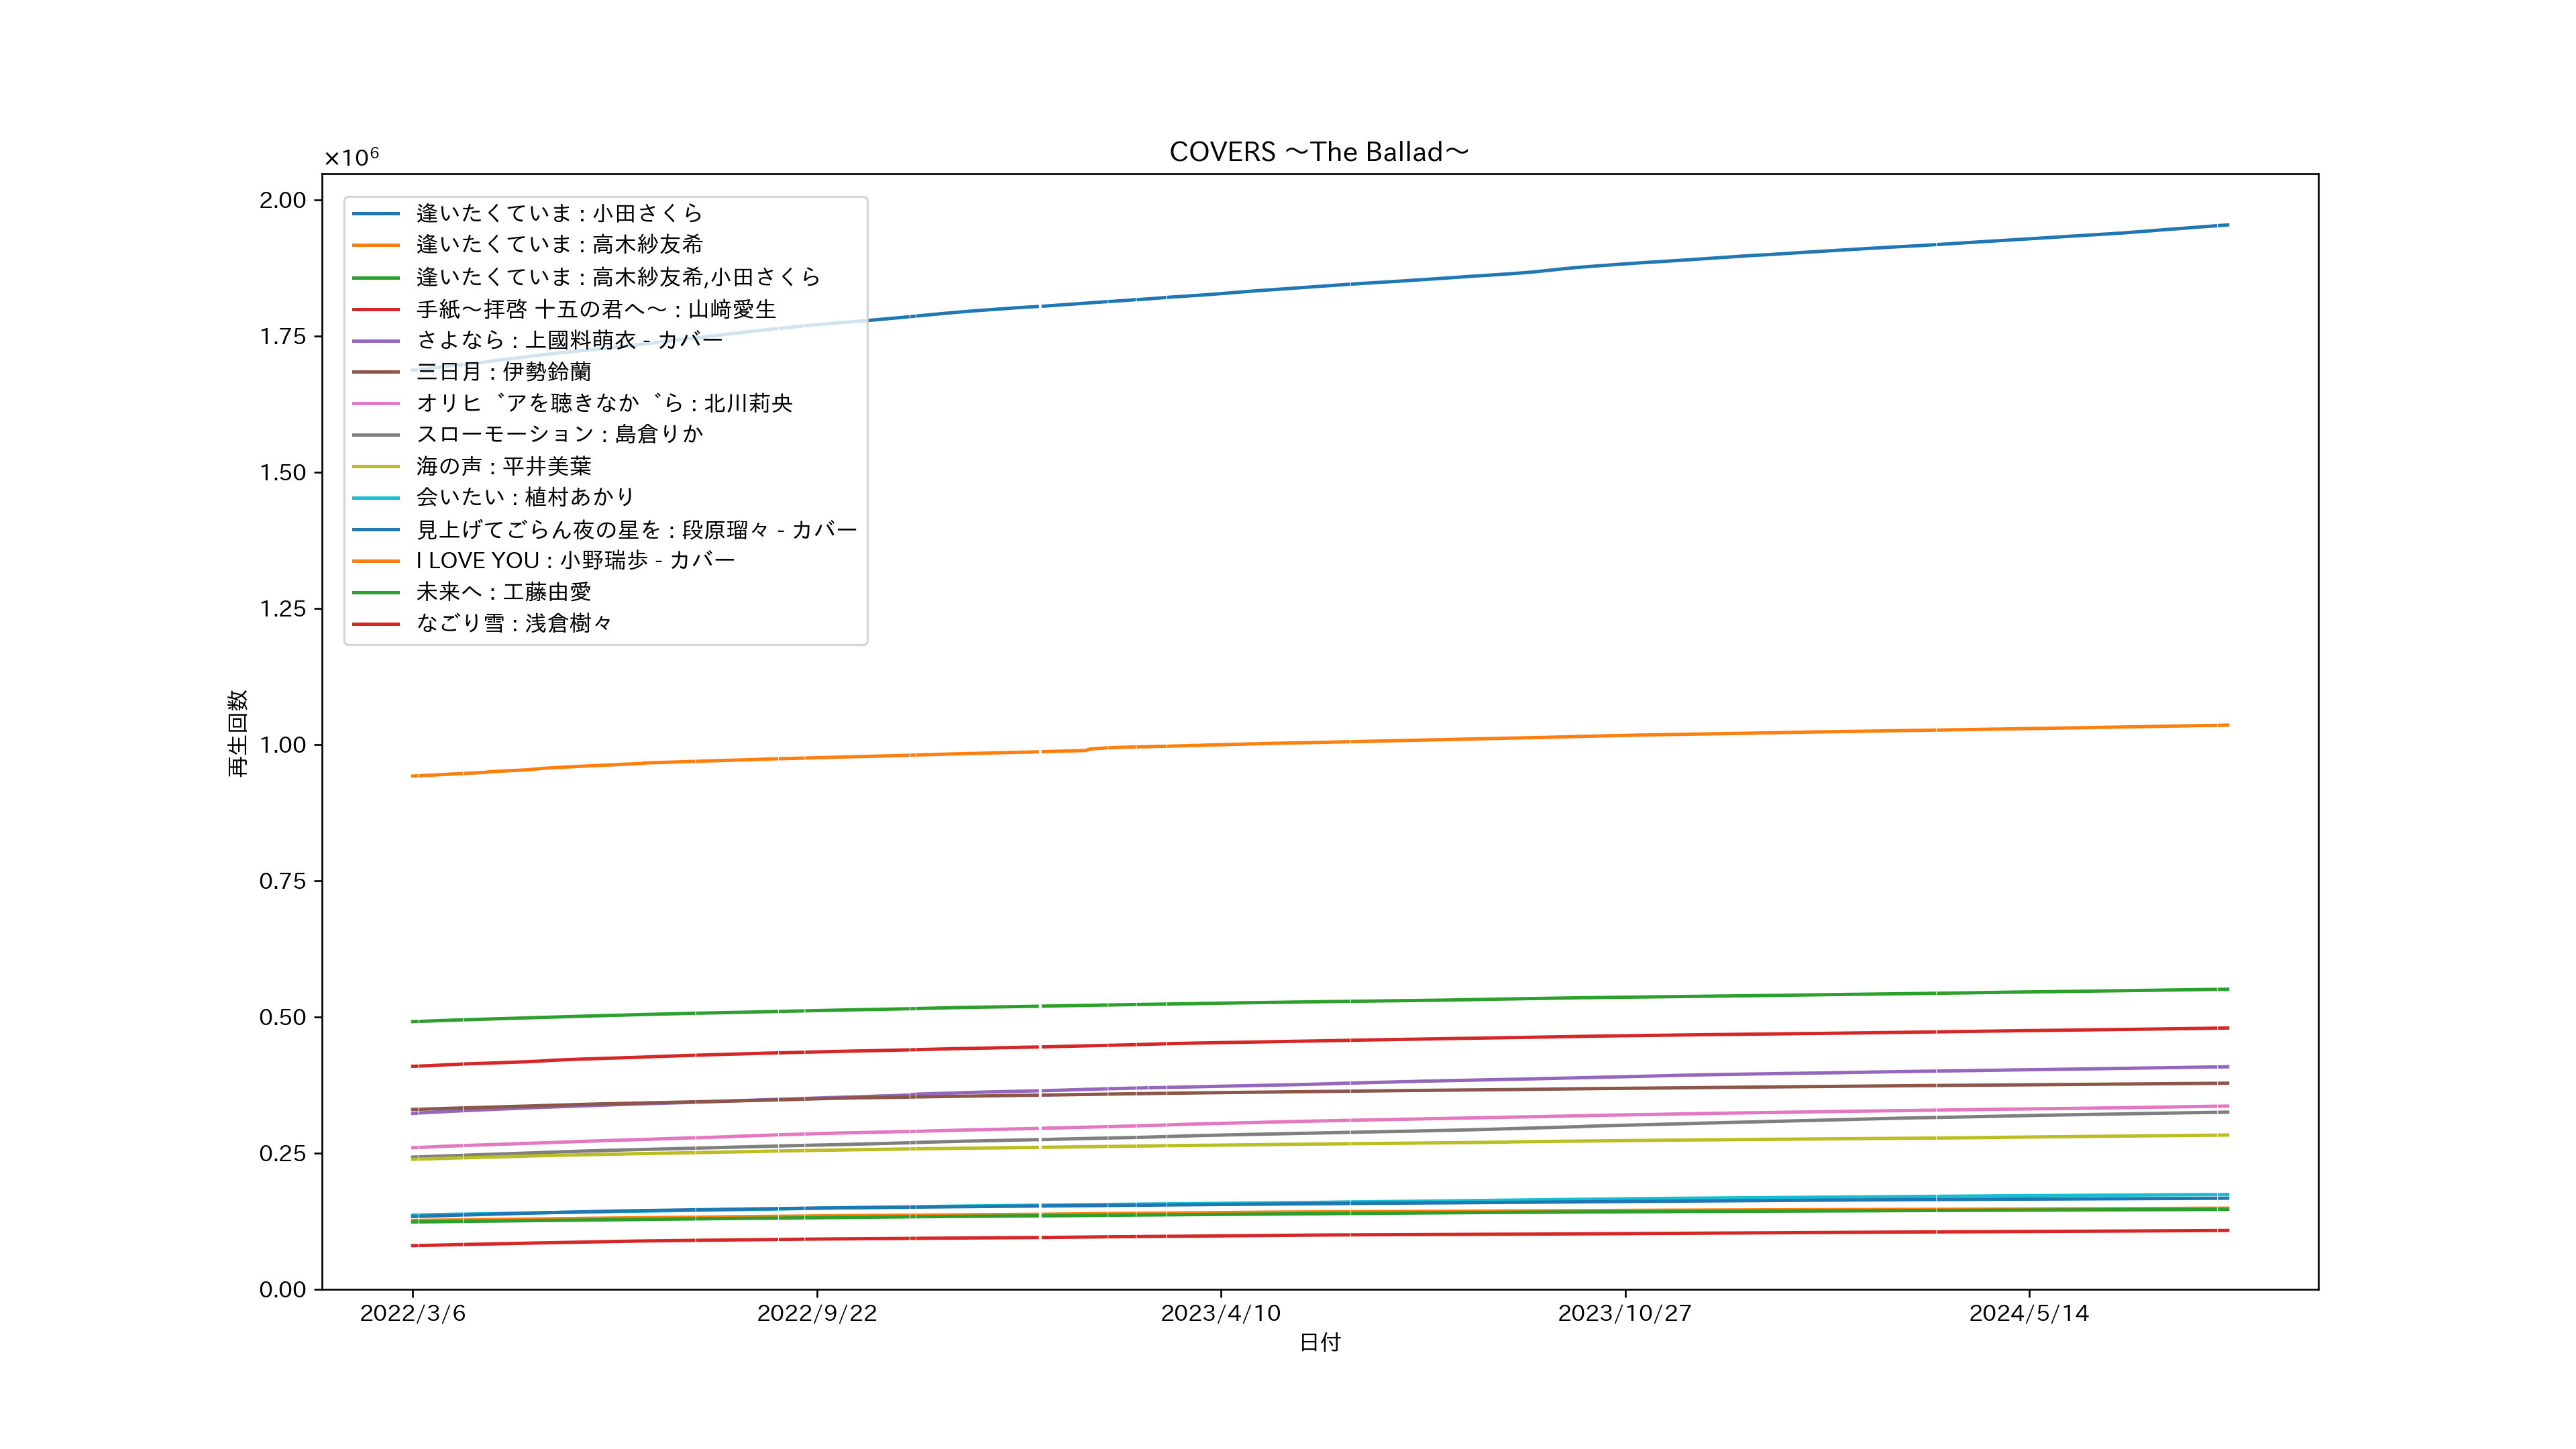 COVERS ～The Ballad～
×10⁶
2.00
1.75
1.50
1.25
1.00
0.75
0.50
0.25
0.00
再生回数
逢いたくていま : 小田さくら
逢いたくていま : 高木紗友希
逢いたくていま : 高木紗友希,小田さくら
手紙～拝啓 十五の君へ～ : 山﨑愛生
さよなら : 上國料萌衣 - カバー
三日月 : 伊勢鈴蘭
オリヒ゛アを聴きなか゛ら : 北川莉央
スローモーション : 島倉りか
海の声 : 平井美葉
会いたい : 植村あかり
見上げてごらん夜の星を : 段原瑠々 - カバー
I LOVE YOU : 小野瑞歩 - カバー
未来へ : 工藤由愛
なごり雪 : 浅倉樹々
2022/3/6
2022/9/22
2023/4/10
2023/10/27
2024/5/14
日付